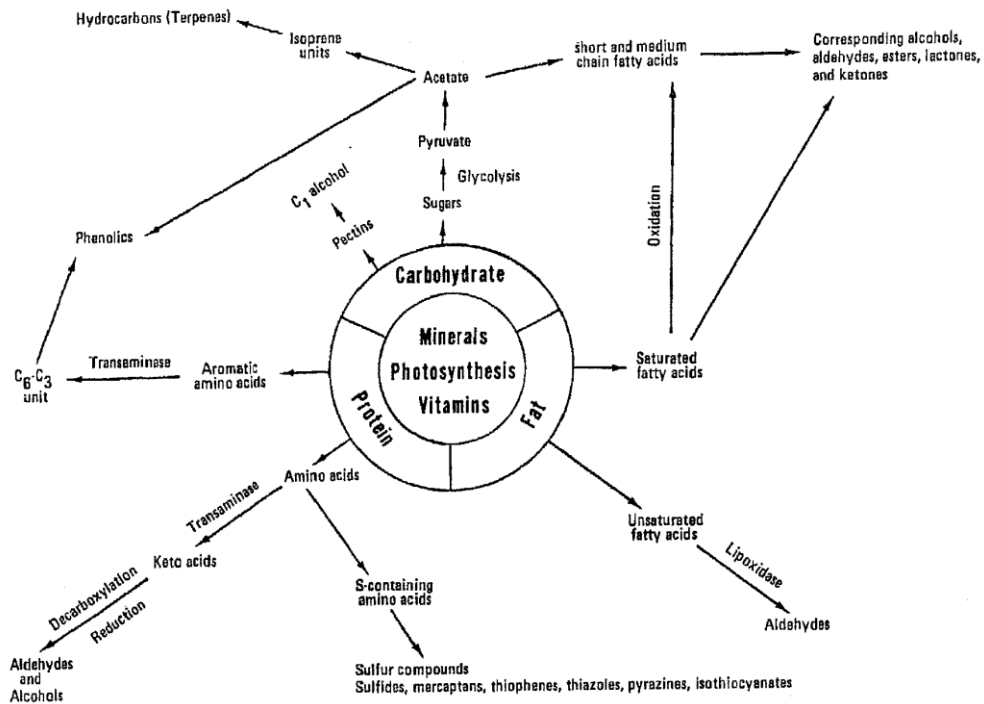 Hydrocarbons (Terpenes)
Isoprene
units
Acetate
short and medium
chain fatty acids
Corresponding alcohols,
aldehydes, esters, lactones,
and ketones
Pyruvate
Glycolysis
Sugars
C1 alcohol
Pectins
Oxidation
Phenolics
Carbohydrate
Minerals
Photosynthesis
Vitamins
Protein
Fat
Transaminase
C6-C3
unit
Aromatic
amino acids
Saturated
fatty acids
Amino acids
Transaminase
Keto acids
Decarboxylation
Reduction
Aldehydes
and
Alcohols
S-containing
amino acids
Sulfur compounds
Sulfides, mercaptans, thiophenes, thiazoles, pyrazines, isothiocyanates
Unsaturated
fatty acids
Lipoxidase
Aldehydes